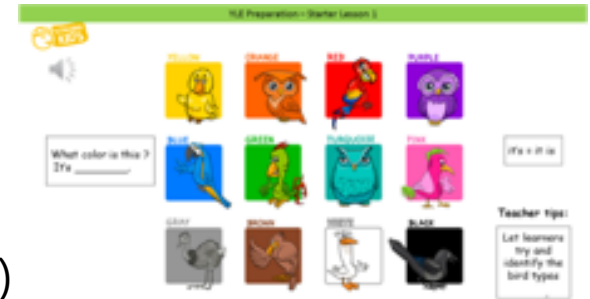 YLE Preparation – Starter Lesson 1
KIDS
YELLOW
ORANGE
RED
PURPLE
BLUE
GREEN
TURQUOISE
PINK
What color is this ?
It's ________.
it's = it is
GRAY
BROWN
WHITE
BLACK
Teacher tips:
Let learners
try and
identify the
bird types
)